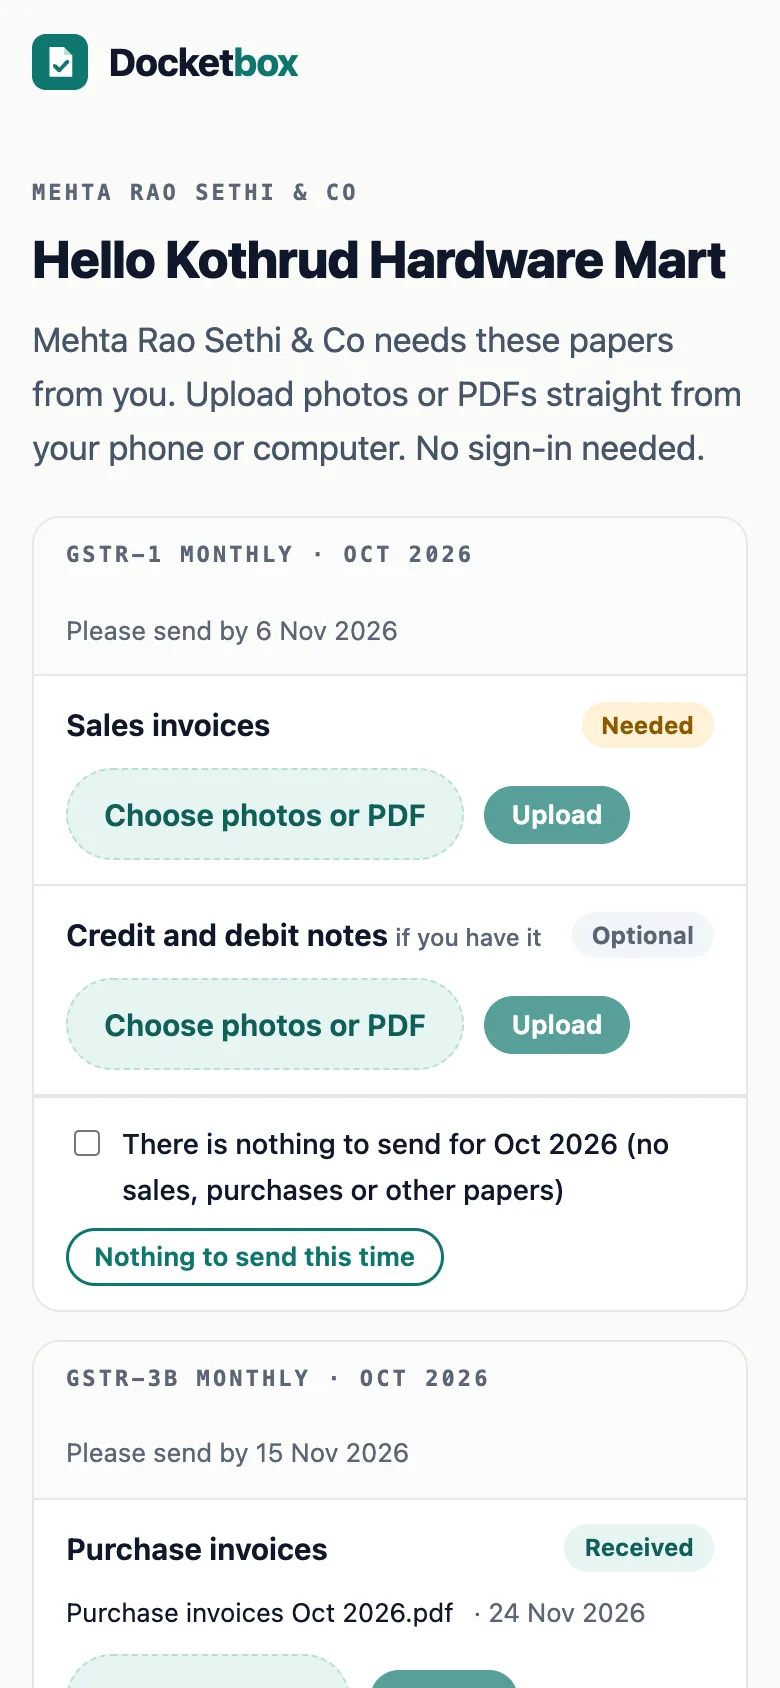 Docketbox
MEHTA RAO SETHI & CO
Hello Kothrud Hardware Mart
Mehta Rao Sethi & Co needs these papers
from you. Upload photos or PDFs straight from
your phone or computer. No sign-in needed.
GSTR-1 MONTHLY · OCT 2026
Please send by 6 Nov 2026
Sales invoices Needed
Choose photos or PDF Upload
Credit and debit notes if you have it Optional
Choose photos or PDF Upload
There is nothing to send for Oct 2026 (no
sales, purchases or other papers)
Nothing to send this time
GSTR-3B MONTHLY · OCT 2026
Please send by 15 Nov 2026
Purchase invoices Received
Purchase invoices Oct 2026.pdf · 24 Nov 2026